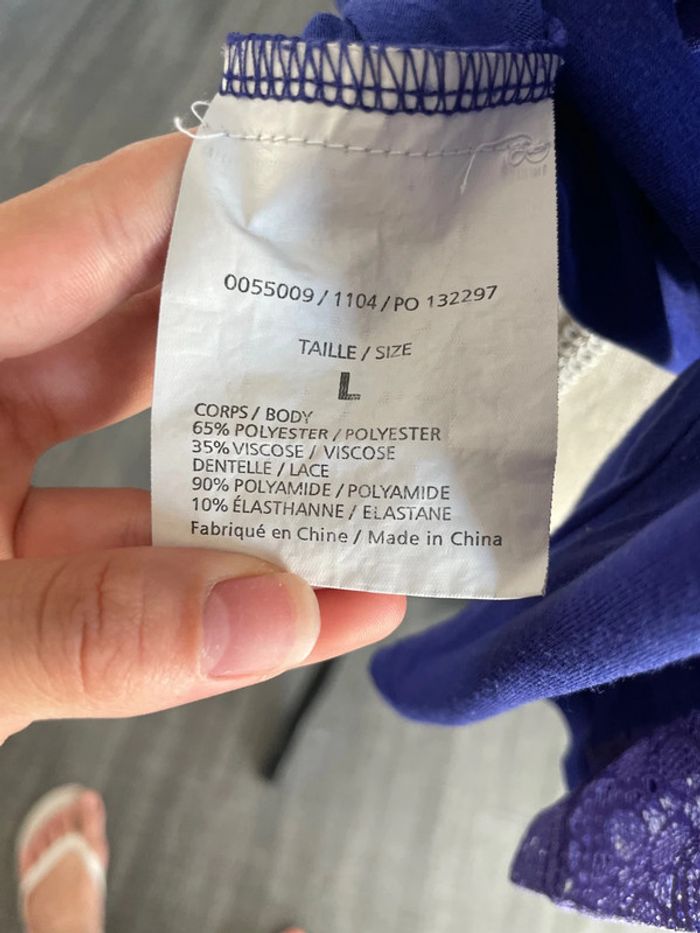 0055009 / 1104 / PO 132297
TAILLE / SIZE
L
CORPS / BODY
65% POLYESTER / POLYESTER
35% VISCOSE / VISCOSE
DENTELLE / LACE
90% POLYAMIDE / POLYAMIDE
10% ÉLASTHANNE / ELASTANE
Fabriqué en Chine / Made in China